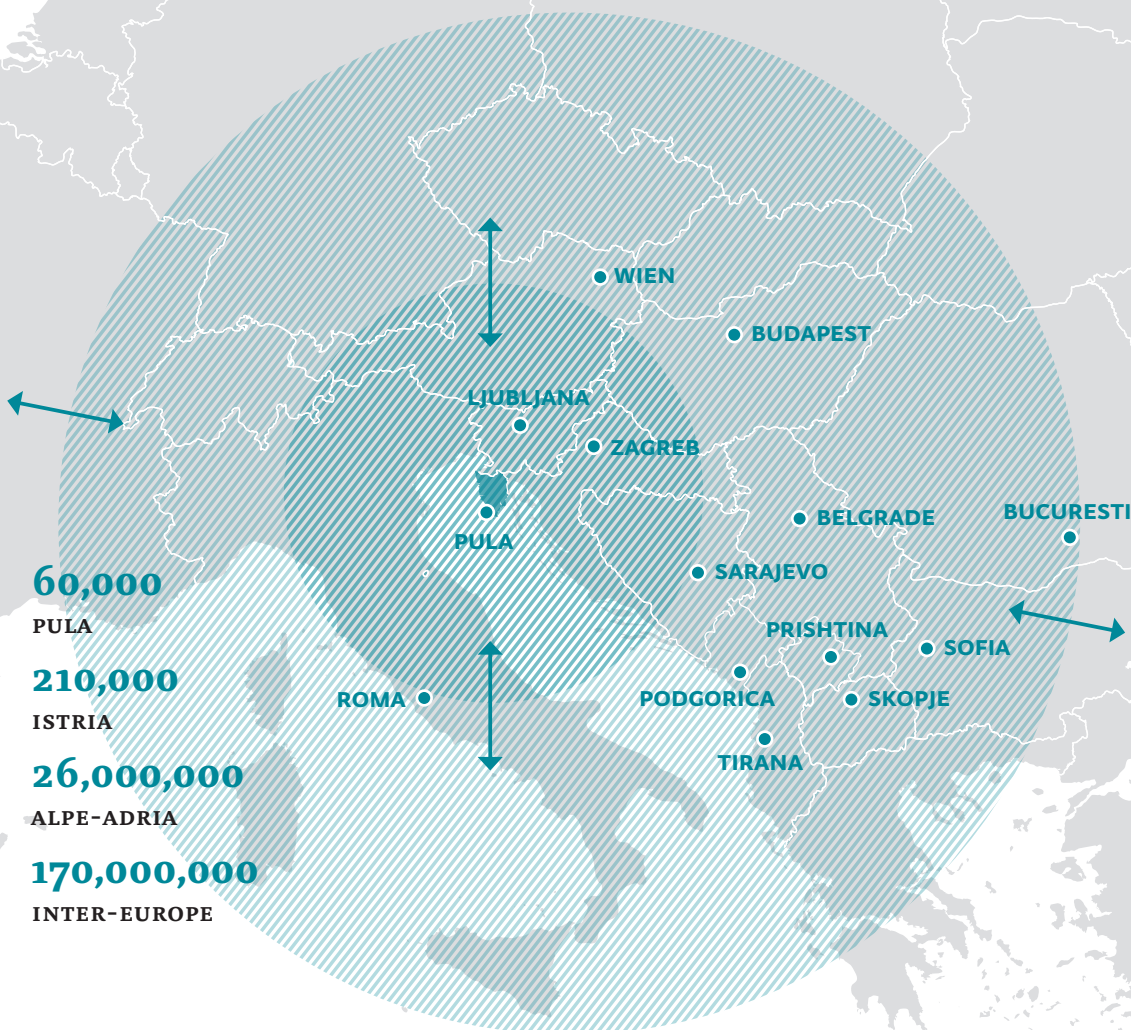 WIEN
BUDAPEST
LJUBLJANA
ZAGREB
BUCURESTI
BELGRADE
PULA
SARAJEVO
PRISHTINA
SOFIA
ROMA
PODGORICA
SKOPJE
TIRANA
60,000
PULA
210,000
ISTRIA
26,000,000
ALPE-ADRIA
170,000,000
INTER-EUROPE